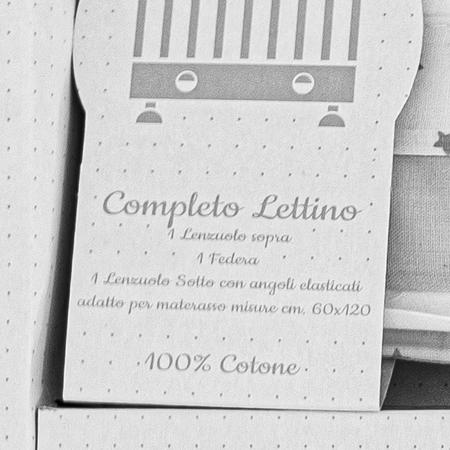 Completo Lettino
1 Lenzuolo sopra
1 Federa
1 Lenzuolo Sotto con angoli elasticati
adatto per materasso misure cm. 60x120
100% Cotone